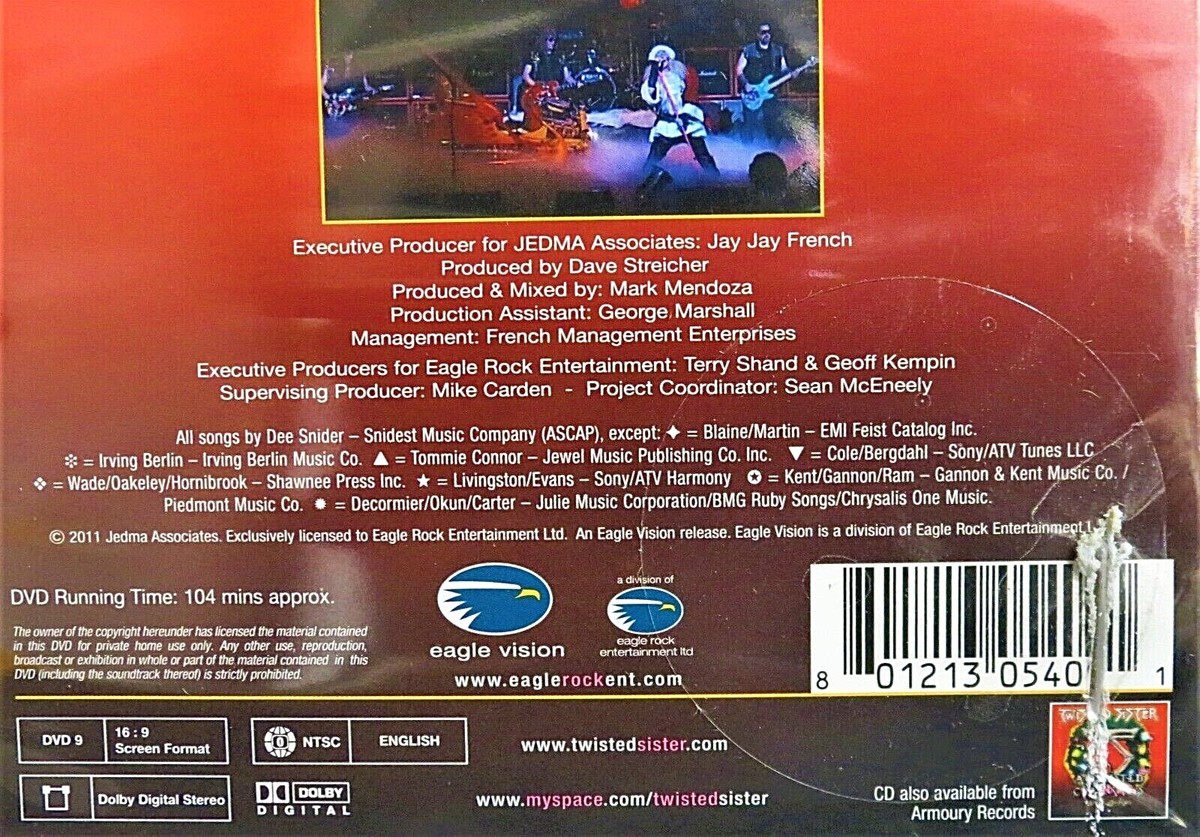 Executive Producer for JEDMA Associates: Jay Jay French
Produced by Dave Streicher
Produced & Mixed by: Mark Mendoza
Production Assistant: George Marshall
Management: French Management Enterprises
Executive Producers for Eagle Rock Entertainment: Terry Shand & Geoff Kempin
Supervising Producer: Mike Carden - Project Coordinator: Sean McEneely
All songs by Dee Snider – Snidest Music Company (ASCAP), except: ✦ = Blaine/Martin – EMI Feist Catalog Inc.
❇ = Irving Berlin – Irving Berlin Music Co. ▲ = Tommie Connor – Jewel Music Publishing Co. Inc. ▼ = Cole/Bergdahl – Sony/ATV Tunes LLC
❖ = Wade/Oakeley/Hornibrook – Shawnee Press Inc. ★ = Livingston/Evans – Sony/ATV Harmony ✪ = Kent/Gannon/Ram – Gannon & Kent Music Co. /
Piedmont Music Co. ✹ = Decormier/Okun/Carter – Julie Music Corporation/BMG Ruby Songs/Chrysalis One Music.
© 2011 Jedma Associates. Exclusively licensed to Eagle Rock Entertainment Ltd. An Eagle Vision release. Eagle Vision is a division of Eagle Rock Entertainment
DVD Running Time: 104 mins approx.
The owner of the copyright hereunder has licensed the material contained
in this DVD for private home use only. Any other use, reproduction,
broadcast or exhibition in whole or part of the material contained in this
DVD (including the soundtrack thereof) is strictly prohibited.
eagle vision
a division of
eagle rock
entertainment ltd
www.eaglerockent.com
8 01213 0540 1
DVD 9
16 : 9
Screen Format
NTSC
ENGLISH
Dolby Digital Stereo
DOLBY
DIGITAL
www.twistedsister.com
www.myspace.com/twistedsister
CD also available from
Armoury Records
SISTER